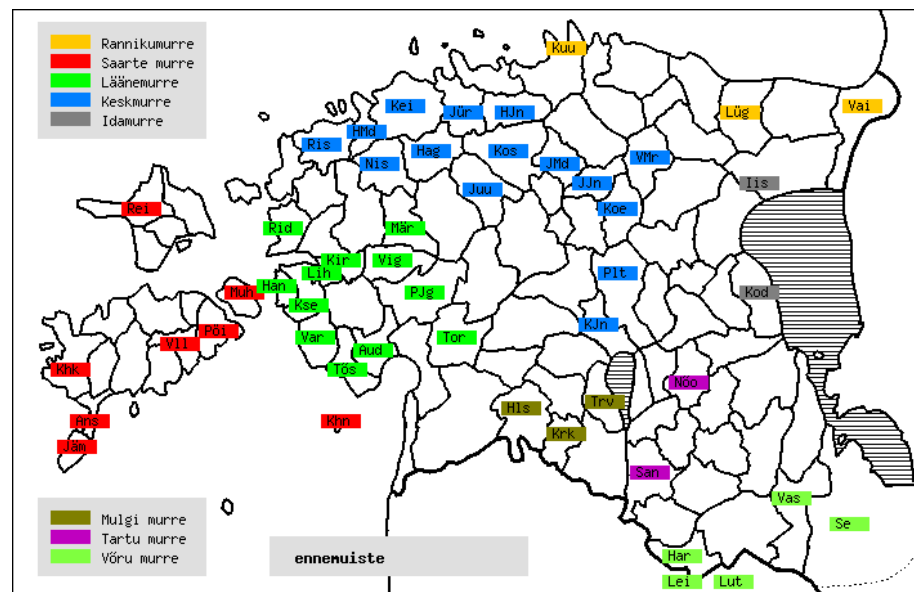 Rannikumurre
Saarte murre
Läänemurre
Keskmurre
Idamurre
Kuu
Kei
Jür
HJn
Lüg
Vai
HMd
Ris
Hag
Kos
VMr
Nis
JMd
JJn
Iis
Juu
Rei
Koe
Rid
Mär
Kir
Vig
Lih
Plt
Han
Muh
PJg
Kod
Kse
KJn
Põi
Var
Tor
Vll
Aud
Khk
Tõs
Nõo
Trv
Hls
Ans
Khn
Krk
Jäm
San
Vas
Se
Mulgi murre
Tartu murre
Võru murre
ennemuiste
Har
Lei
Lut